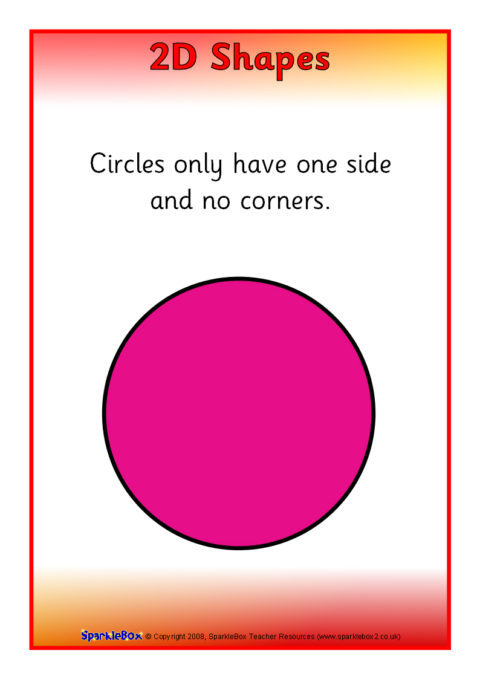 2D Shapes
Circles only have one side
and no corners.
SparkleBox © Copyright 2008, SparkleBox Teacher Resources (www.sparklebox2.co.uk)